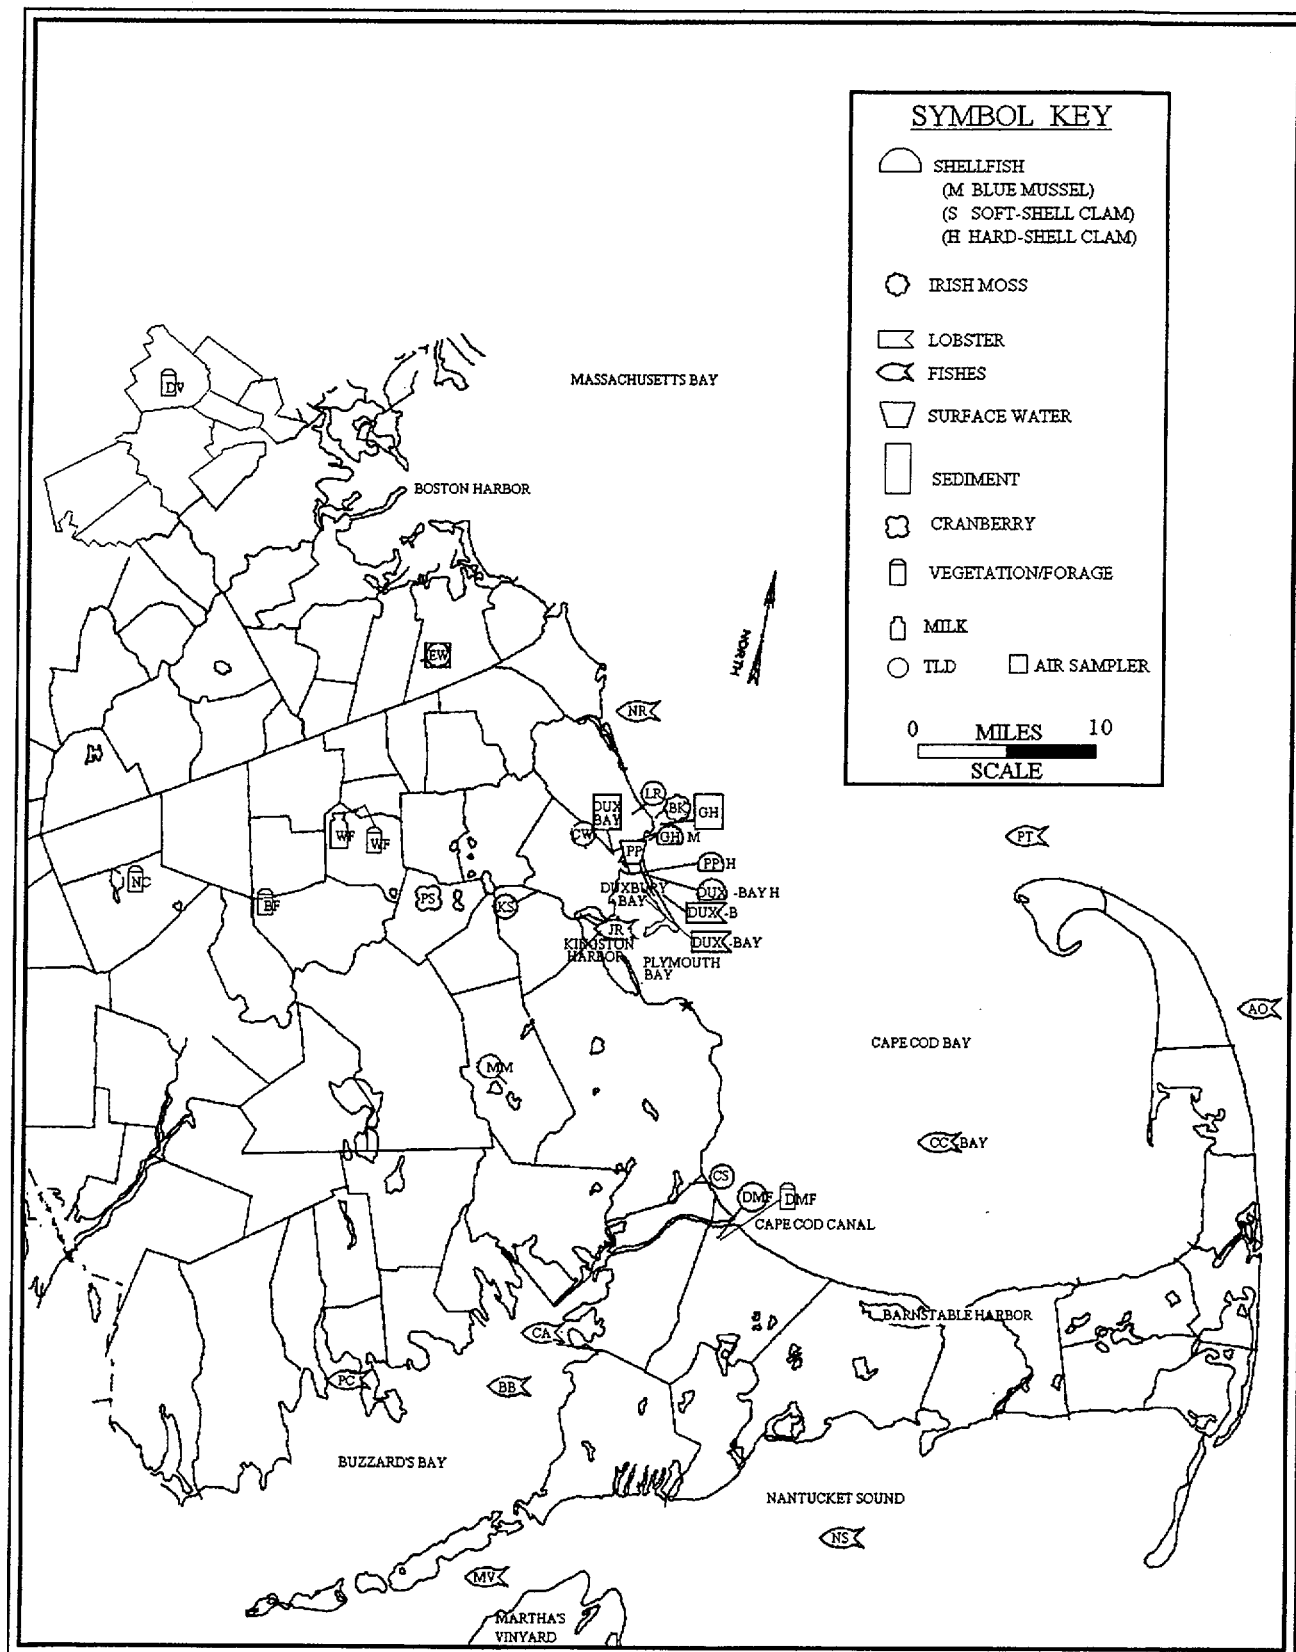 SYMBOL KEY
SHELLFISH
(M BLUE MUSSEL)
(S SOFT-SHELL CLAM)
(H HARD-SHELL CLAM)
IRISH MOSS
LOBSTER
FISHES
SURFACE WATER
SEDIMENT
CRANBERRY
VEGETATION/FORAGE
MILK
TLD
AIR SAMPLER
0 MILES 10
SCALE
MASSACHUSETTS BAY
DV
BOSTON HARBOR
NORTH
EW
NR
LR
DUX
BAY
BK
GH
CW
GH M
WF
WF
PP
PP H
NC
BF
PS
KS
DUXBURY
BAY
DUX -BAY H
DUX -B
JR
DUX -BAY
KINGSTON
HARBOR
PLYMOUTH
BAY
PT
AO
CAPE COD BAY
MM
CC BAY
CS
DMF
DMF
CAPE COD CANAL
BARNSTABLE HARBOR
CA
PC
BB
BUZZARD'S BAY
NANTUCKET SOUND
NS
MV
MARTHA'S
VINYARD